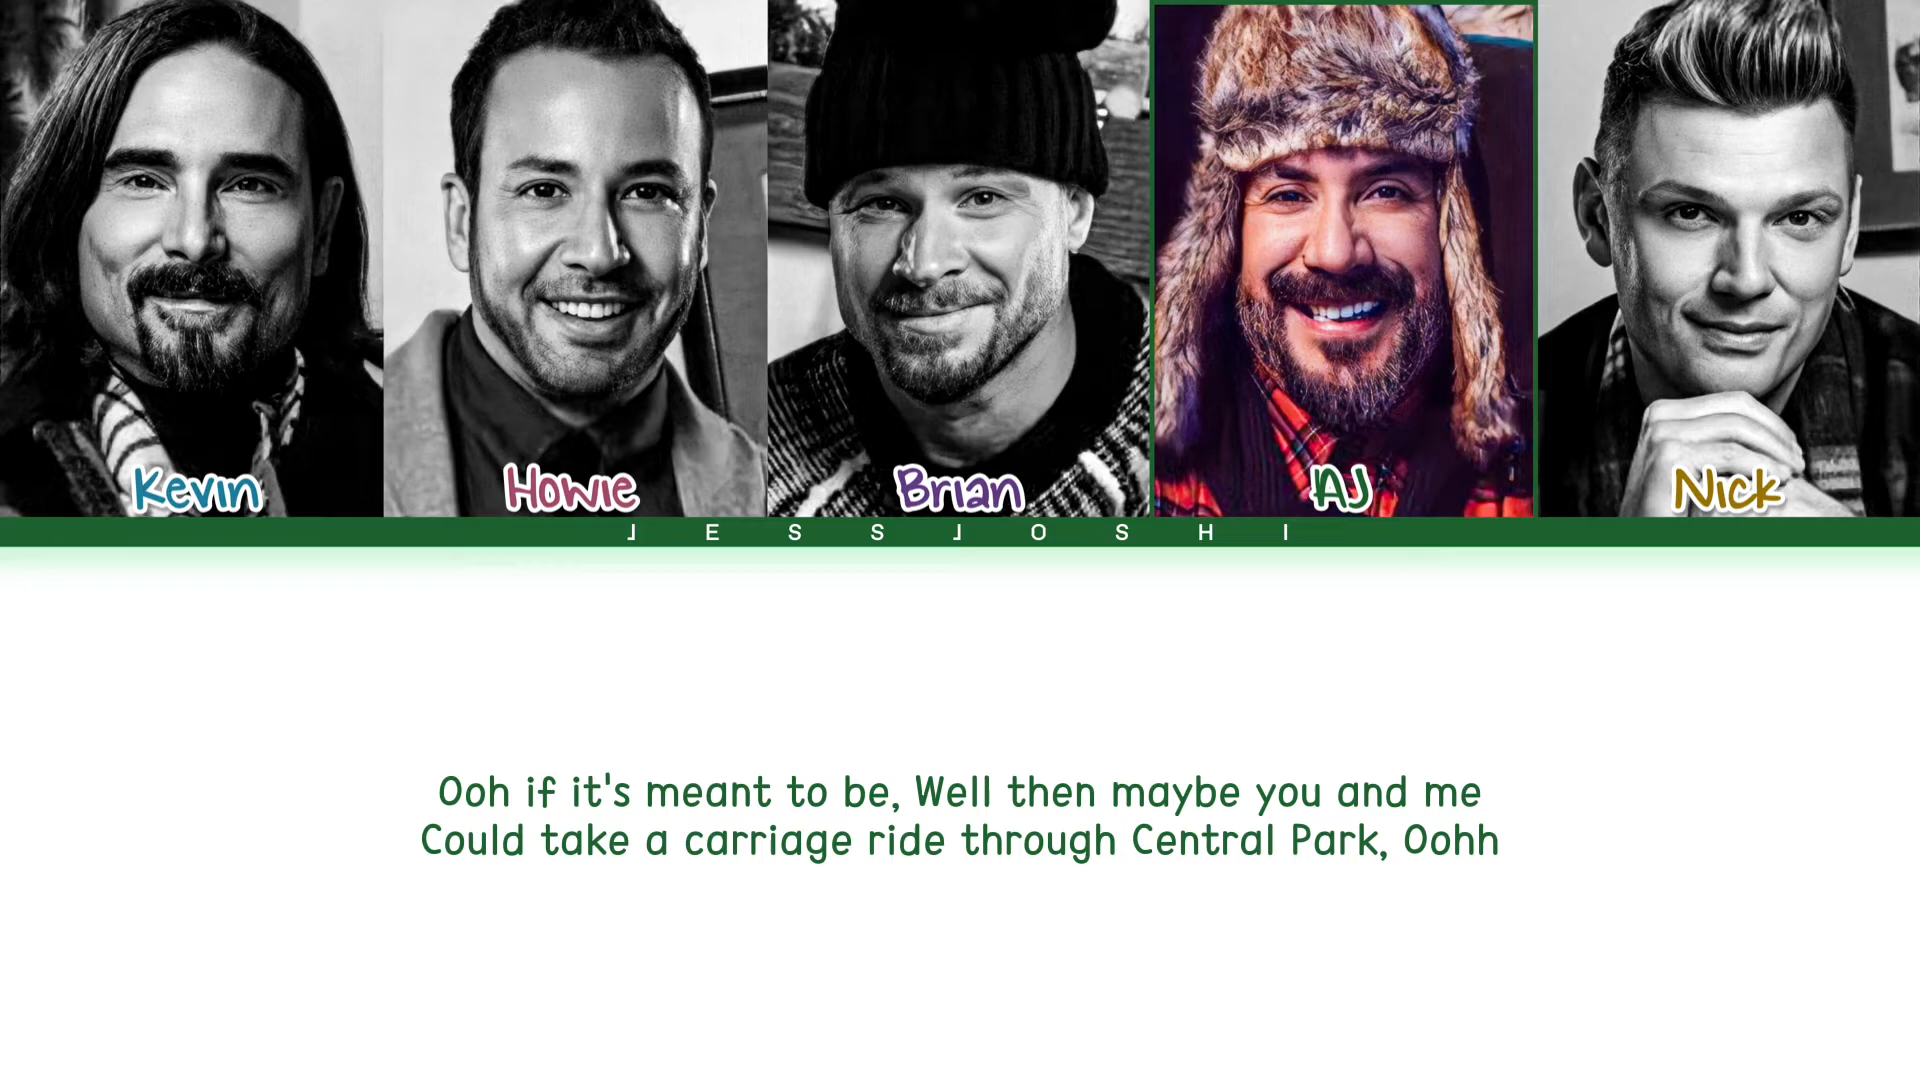 Kevin Howie Brian AJ Nick
JESSJOSHI
Ooh if it's meant to be, Well then maybe you and me
Could take a carriage ride through Central Park, Oohh